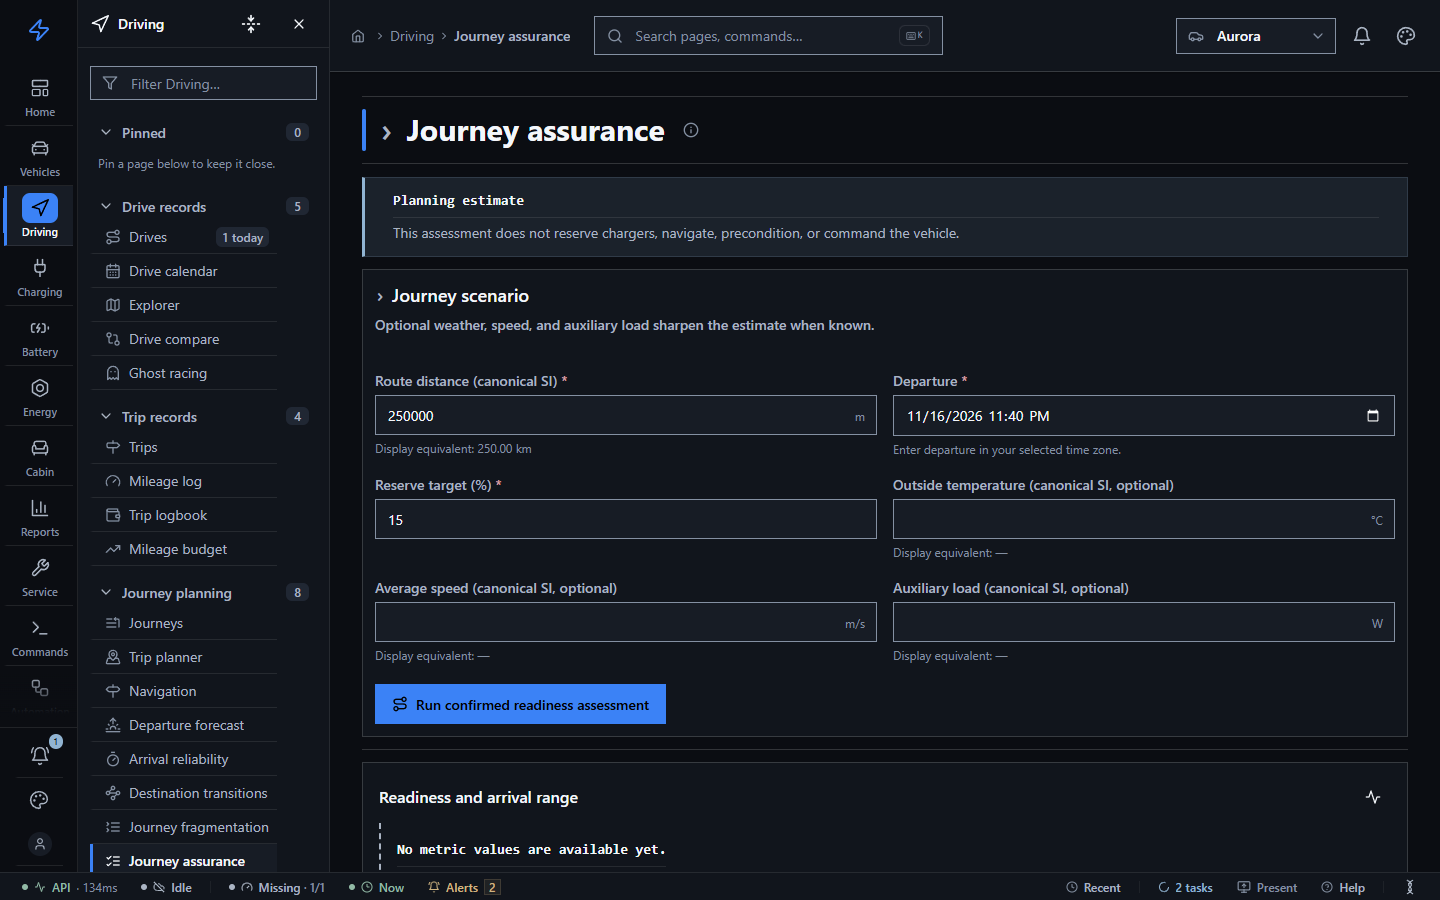 Driving
Driving
Journey assurance
Search pages, commands...
K
Aurora
Home
Vehicles
Driving
Charging
Battery
Energy
Cabin
Reports
Service
Commands
1
Filter Driving...
Pinned
0
Pin a page below to keep it close.
Drive records
5
Drives
1 today
Drive calendar
Explorer
Drive compare
Ghost racing
Trip records
4
Trips
Mileage log
Trip logbook
Mileage budget
Journey planning
8
Journeys
Trip planner
Navigation
Departure forecast
Arrival reliability
Destination transitions
Journey fragmentation
Journey assurance
Journey assurance
Planning estimate
This assessment does not reserve chargers, navigate, precondition, or command the vehicle.
Journey scenario
Optional weather, speed, and auxiliary load sharpen the estimate when known.
Route distance (canonical SI) *
250000
m
Display equivalent: 250.00 km
Departure *
11/16/2026 11:40 PM
Enter departure in your selected time zone.
Reserve target (%) *
15
Outside temperature (canonical SI, optional)
°C
Display equivalent: —
Average speed (canonical SI, optional)
m/s
Display equivalent: —
Auxiliary load (canonical SI, optional)
W
Display equivalent: —
Run confirmed readiness assessment
Readiness and arrival range
No metric values are available yet.
API · 134ms
Idle
Missing · 1/1
Now
Alerts 2
Recent
2 tasks
Present
Help